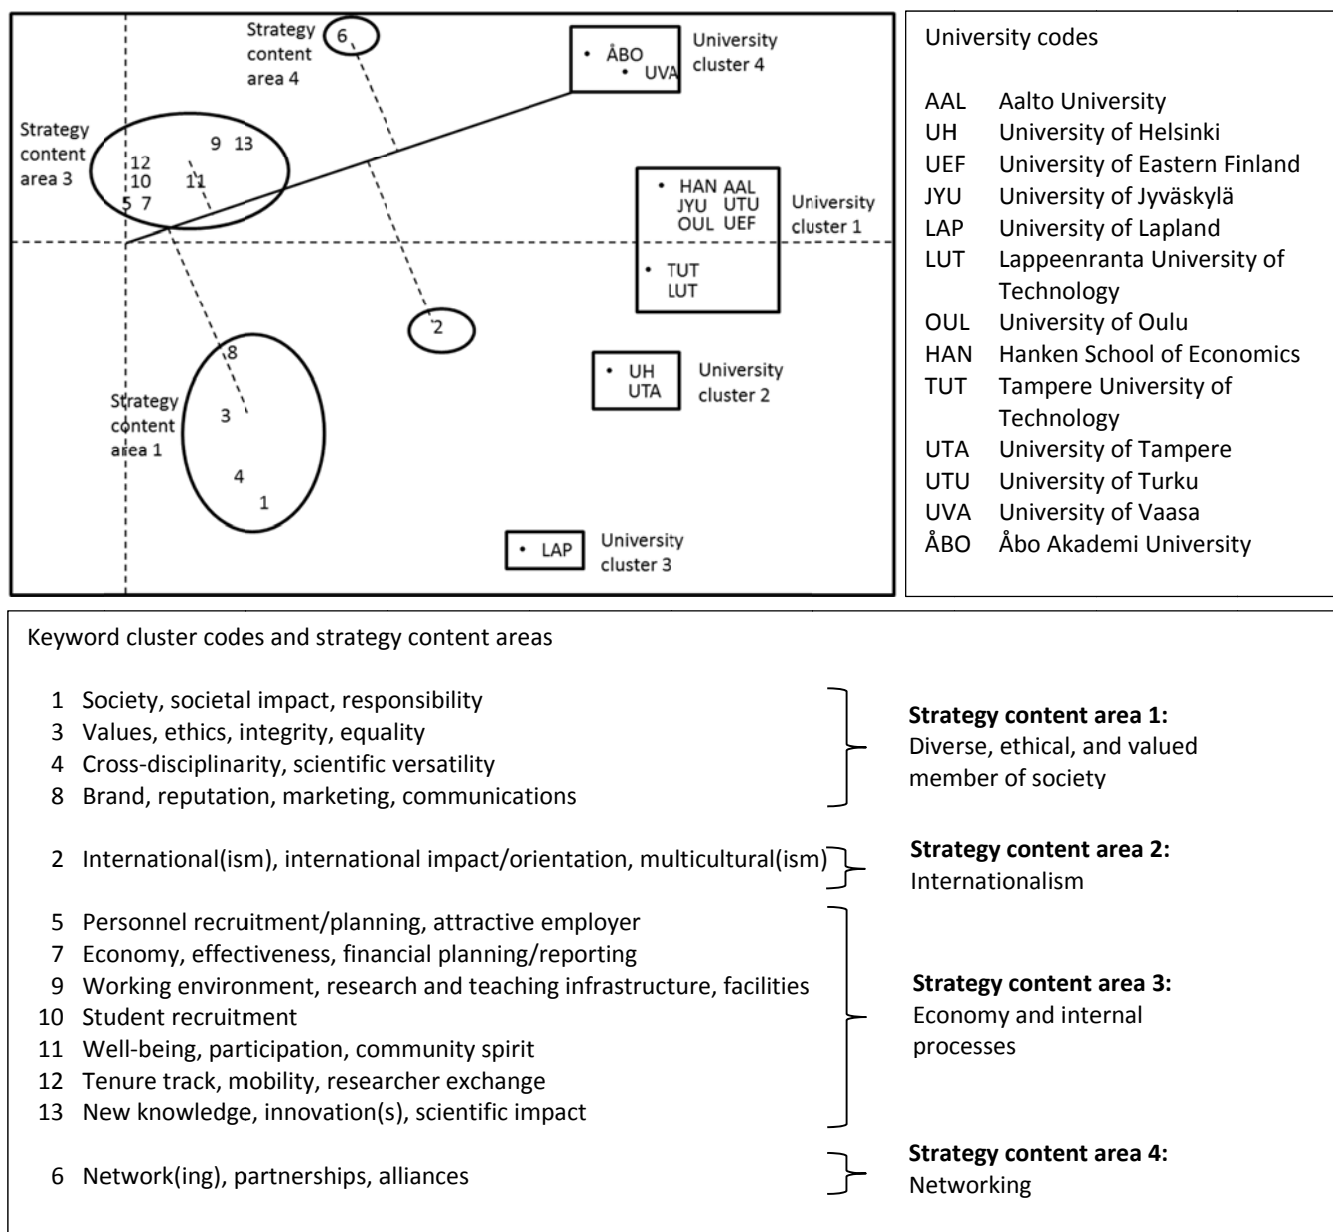 Strategy
content
area 4
6
ÅBO
UVA
University
cluster 4
Strategy
content
area 3
9 13
12
10 11
5 7
HAN AAL
JYU UTU
OUL UEF
University
cluster 1
TUT
LUT
2
8
3
4
1
Strategy
content
area 1
UH
UTA
University
cluster 2
LAP
University
cluster 3
University codes
AAL Aalto University
UH University of Helsinki
UEF University of Eastern Finland
JYU University of Jyväskylä
LAP University of Lapland
LUT Lappeenranta University of
Technology
OUL University of Oulu
HAN Hanken School of Economics
TUT Tampere University of
Technology
UTA University of Tampere
UTU University of Turku
UVA University of Vaasa
ÅBO Åbo Akademi University
Keyword cluster codes and strategy content areas
1 Society, societal impact, responsibility
3 Values, ethics, integrity, equality
4 Cross-disciplinarity, scientific versatility
8 Brand, reputation, marketing, communications
Strategy content area 1:
Diverse, ethical, and valued
member of society
2 International(ism), international impact/orientation, multicultural(ism)
Strategy content area 2:
Internationalism
5 Personnel recruitment/planning, attractive employer
7 Economy, effectiveness, financial planning/reporting
9 Working environment, research and teaching infrastructure, facilities
10 Student recruitment
11 Well-being, participation, community spirit
12 Tenure track, mobility, researcher exchange
13 New knowledge, innovation(s), scientific impact
Strategy content area 3:
Economy and internal
processes
6 Network(ing), partnerships, alliances
Strategy content area 4:
Networking